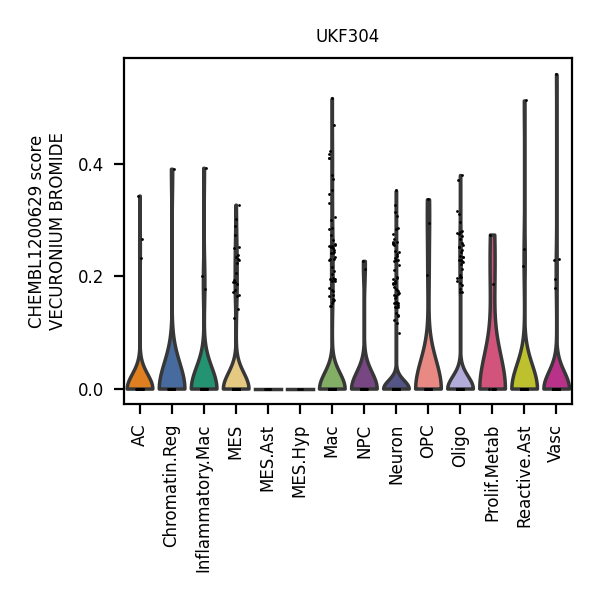 UKF304
CHEMBL1200629 score
VECURONIUM BROMIDE
0.4
0.2
0.0
AC
Chromatin.Reg
Inflammatory.Mac
MES
MES.Ast
MES.Hyp
Mac
NPC
Neuron
OPC
Oligo
Prolif.Metab
Reactive.Ast
Vasc